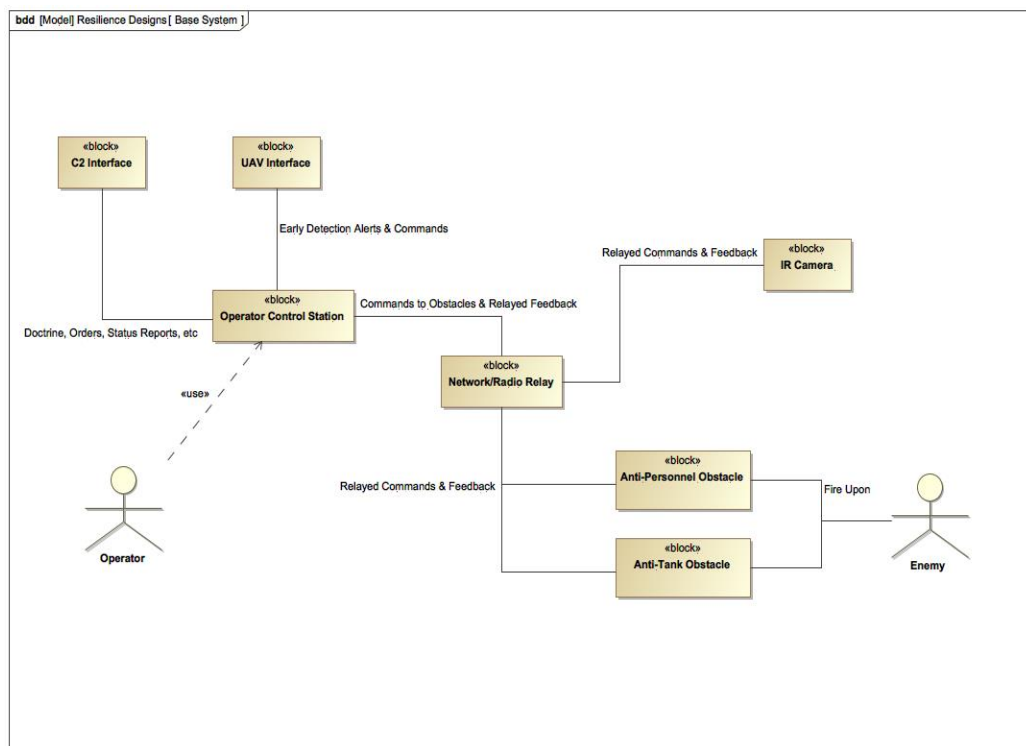 bdd [Model] Resilience Designs [ Base System ]
«block»
C2 Interface
«block»
UAV Interface
Early Detection Alerts & Commands
«block»
IR Camera
Relayed Commands & Feedback
«block»
Operator Control Station
Commands to Obstacles & Relayed Feedback
Doctrine, Orders, Status Reports, etc
«block»
Network/Radio Relay
«use»
«block»
Anti-Personnel Obstacle
Relayed Commands & Feedback
Fire Upon
«block»
Anti-Tank Obstacle
Operator
Enemy